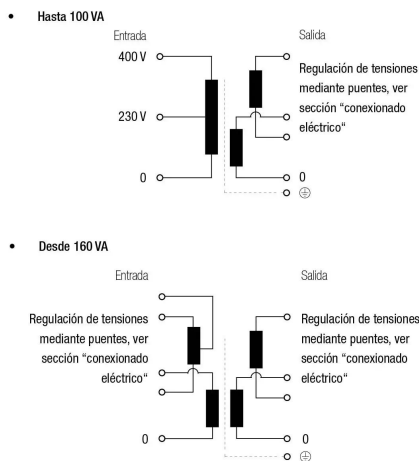 • Hasta 100 VA
Entrada
Salida
400 V
230 V
0
Regulación de tensiones
mediante puentes, ver
sección “conexionado
eléctrico“
0
• Desde 160 VA
Entrada
Salida
Regulación de tensiones
mediante puentes, ver
sección “conexionado
eléctrico“
0
Regulación de tensiones
mediante puentes, ver
sección “conexionado
eléctrico“
0